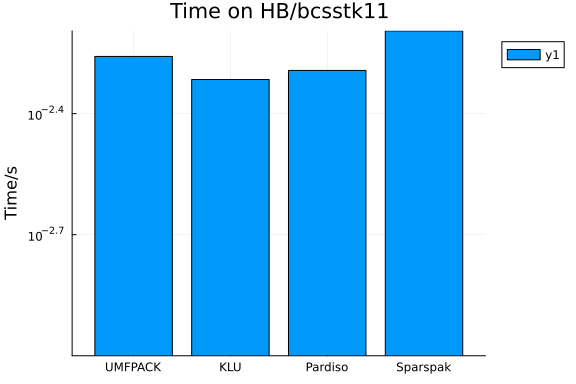 Time on HB/bcsstk11
y1
10^-2.4
10^-2.7
Time/s
UMFPACK KLU Pardiso Sparspak